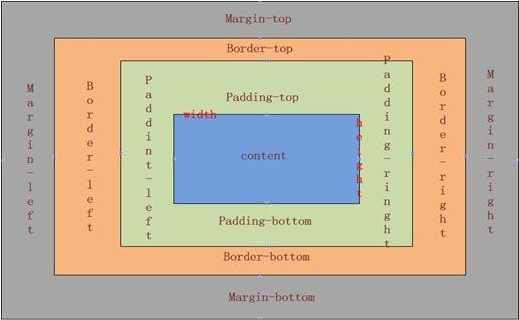 Margin-top
Border-top
Padding-top
width
content
height
Margin-left
Border-left
Paddint-left
Padding-ringht
Border-right
Margin-right
Padding-bottom
Border-bottom
Margin-bottom